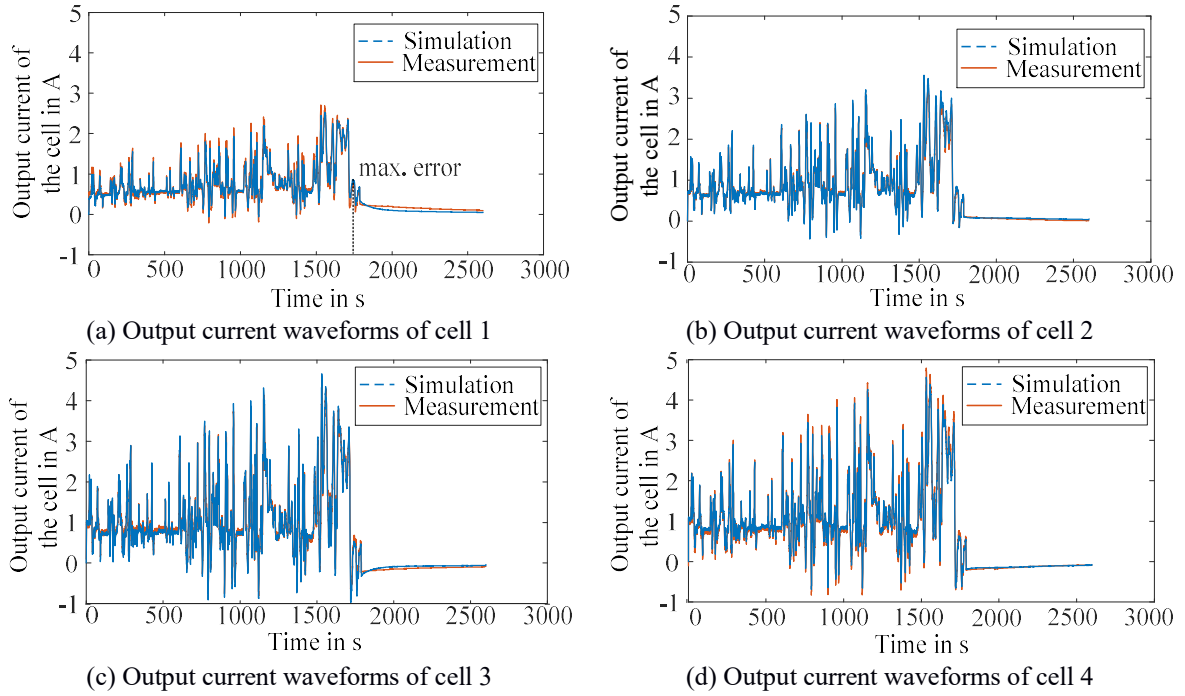 5
4
3
2
1
0
-1
Output current of
the cell in A
Simulation
Measurement
max. error
0
500
1000
1500
2000
2500
3000
Time in s
(a) Output current waveforms of cell 1
5
4
3
2
1
0
-1
Output current of
the cell in A
Simulation
Measurement
0
500
1000
1500
2000
2500
3000
Time in s
(b) Output current waveforms of cell 2
5
4
3
2
1
0
-1
Output current of
the cell in A
Simulation
Measurement
0
500
1000
1500
2000
2500
3000
Time in s
(c) Output current waveforms of cell 3
5
4
3
2
1
0
-1
Output current of
the cell in A
Simulation
Measurement
0
500
1000
1500
2000
2500
3000
Time in s
(d) Output current waveforms of cell 4